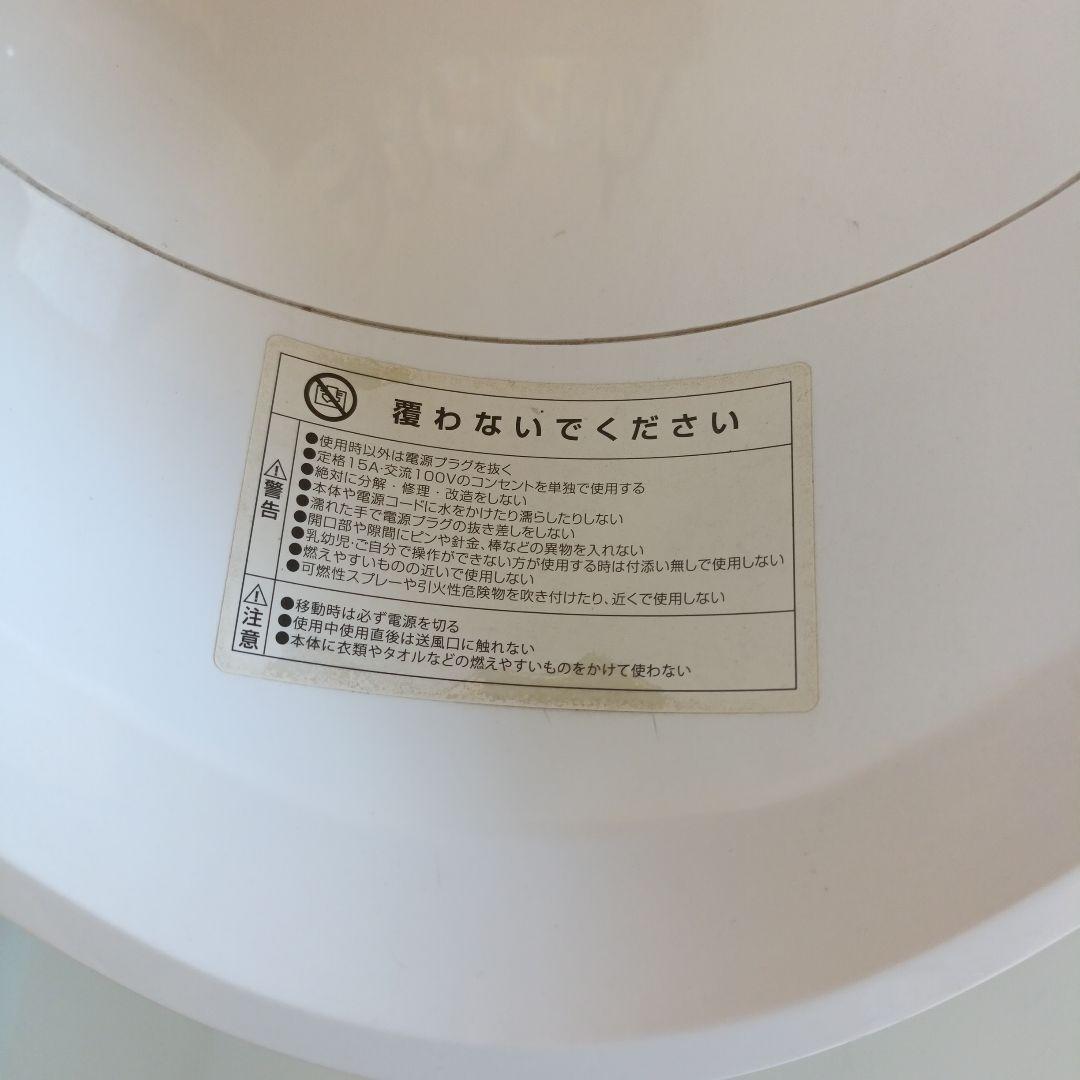 覆わないでください
警告
●使用時以外は電源プラグを抜く
●定格15A・交流100Vのコンセントを単独で使用する
●絶対に分解・修理・改造をしない
●本体や電源コードに水をかけたり濡らしたりしない
●濡れた手で電源プラグの抜き差しをしない
●開口部や隙間にピンや針金、棒などの異物を入れない
●乳幼児・ご自分で操作ができない方が使用する時は付添い無しで使用しない
●燃えやすいものの近くで使用しない
●可燃性スプレーや引火性危険物を吹き付けたり、近くで使用しない
注意
●移動時は必ず電源を切る
●使用中使用直後は送風口に触れない
●本体に衣類やタオルなどの燃えやすいものをかけて使わない